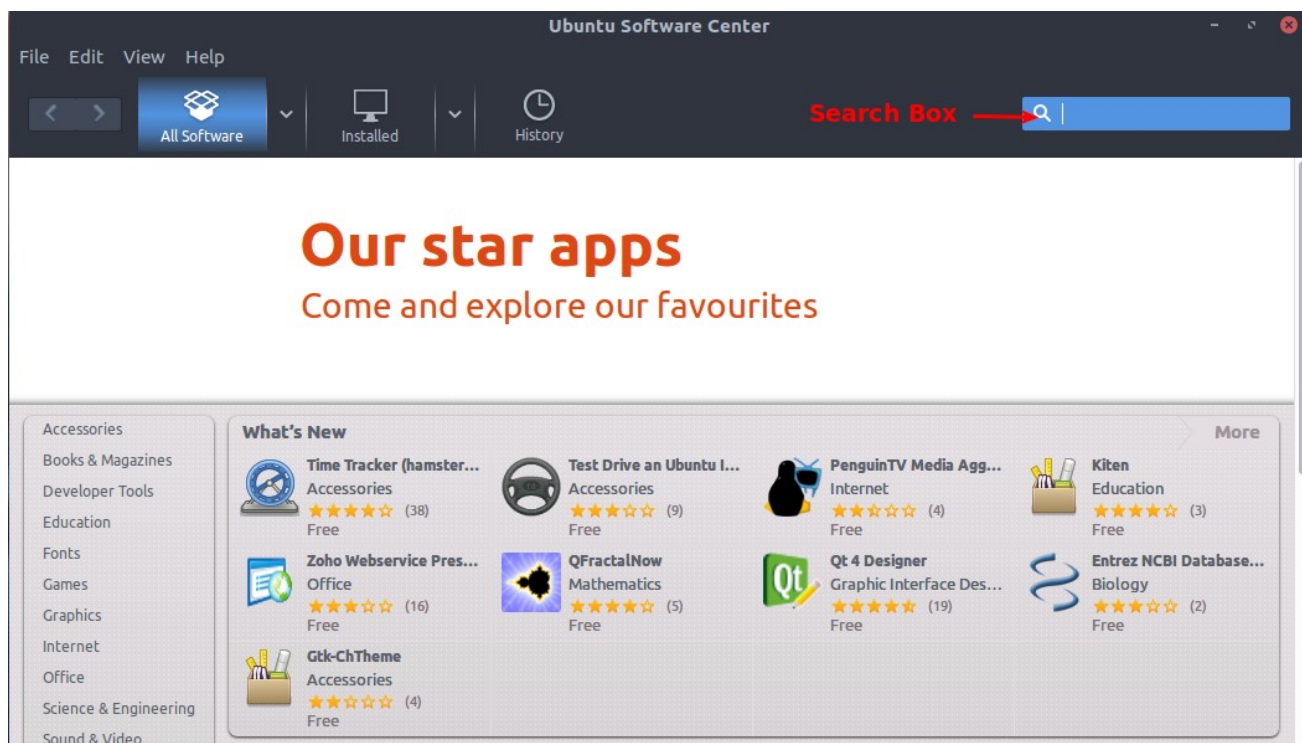 Ubuntu Software Center
File Edit View Help
All Software
Installed
History
Search Box
Our star apps
Come and explore our favourites
Accessories
Books & Magazines
Developer Tools
Education
Fonts
Games
Graphics
Internet
Office
Science & Engineering
Sound & Video
What's New
More
Time Tracker (hamster...
Accessories
(38)
Free
Test Drive an Ubuntu I...
Accessories
(9)
Free
PenguinTV Media Agg...
Internet
(4)
Free
Kiten
Education
(3)
Free
Zoho Webservice Pres...
Office
(16)
Free
QFractalNow
Mathematics
(5)
Free
Qt
Qt 4 Designer
Graphic Interface Des...
(19)
Free
Entrez NCBI Database...
Biology
(2)
Free
Gtk-ChTheme
Accessories
(4)
Free